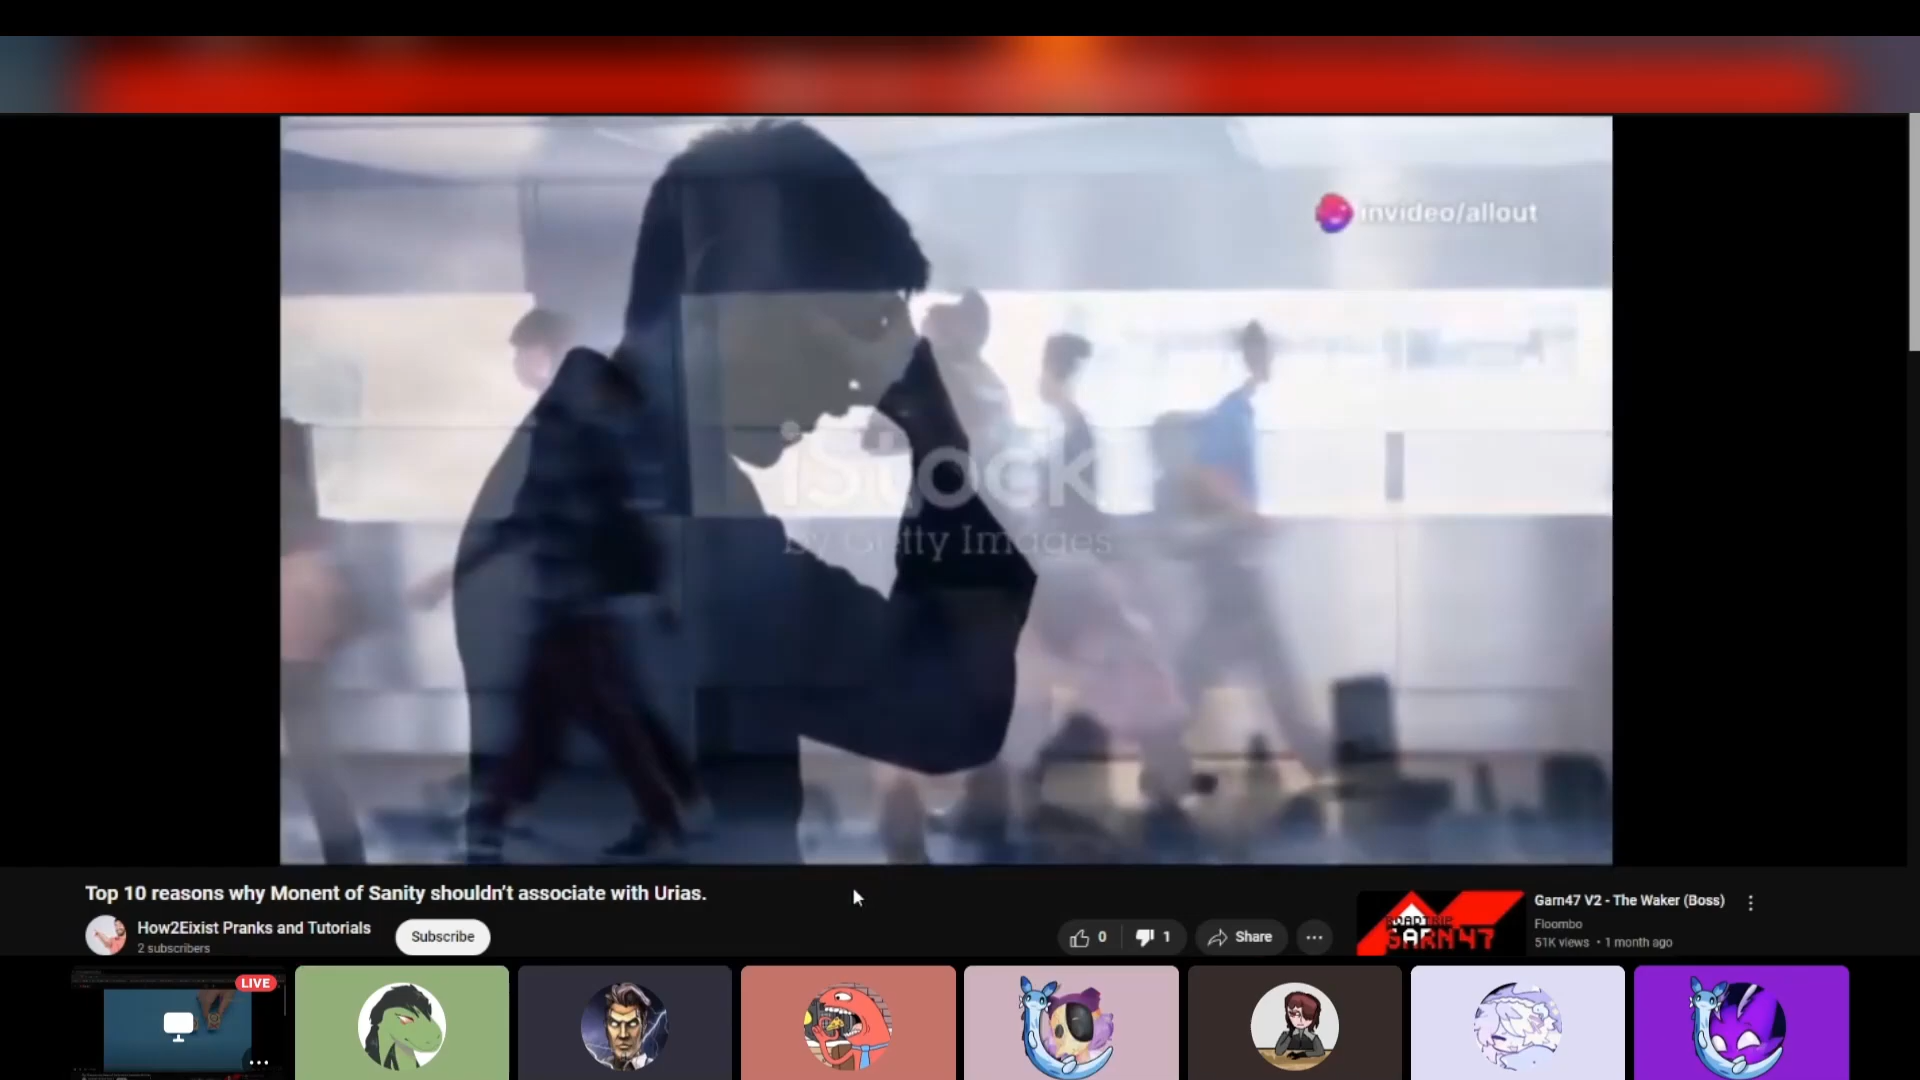 invideo/allout
iStock
by Getty Images
Top 10 reasons why Monent of Sanity shouldn't associate with Urias.
How2Eixist Pranks and Tutorials
2 subscribers
Subscribe
0
1
Share
ROADTRIP
GARN47
Garn47 V2 - The Waker (Boss)
Floombo
51K views • 1 month ago
LIVE